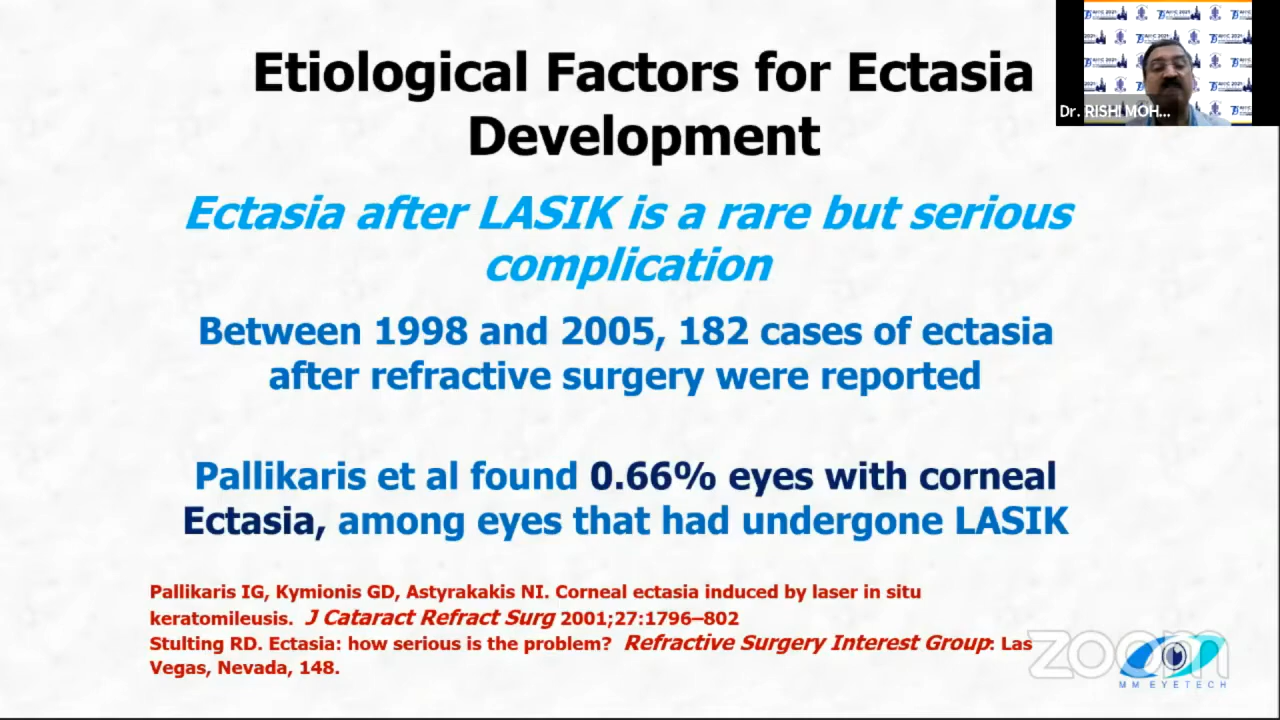 Etiological Factors for Ectasia
Development
Ectasia after LASIK is a rare but serious
complication
Between 1998 and 2005, 182 cases of ectasia
after refractive surgery were reported
Pallikaris et al found 0.66% eyes with corneal
Ectasia, among eyes that had undergone LASIK
Pallikaris IG, Kymionis GD, Astyrakakis NI. Corneal ectasia induced by laser in situ
keratomileusis. J Cataract Refract Surg 2001;27:1796–802
Stulting RD. Ectasia: how serious is the problem? Refractive Surgery Interest Group: Las
Vegas, Nevada, 148.
Dr. RISHI MOH...
zoom
MM EYETECH